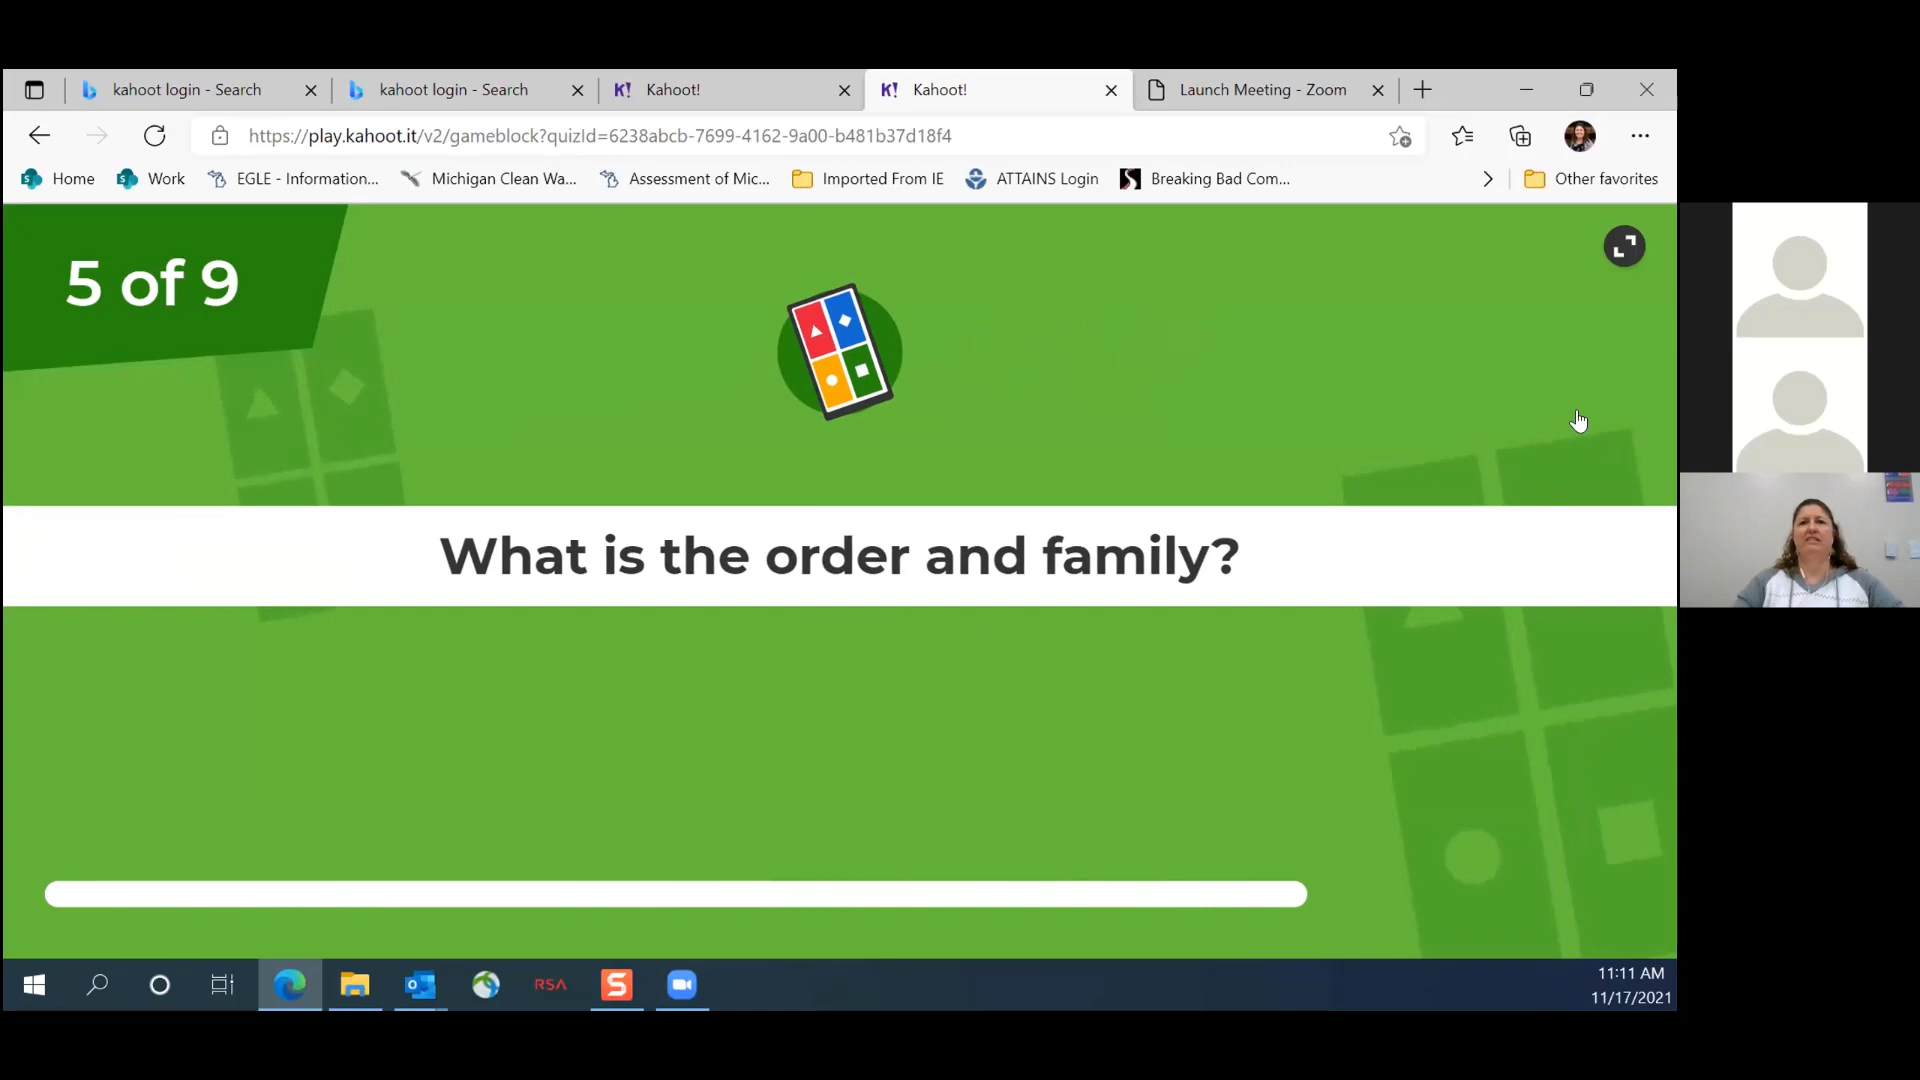 kahoot login - Search
kahoot login - Search
K! Kahoot!
K! Kahoot!
Launch Meeting - Zoom
https://play.kahoot.it/v2/gameblock?quizId=6238abcb-7699-4162-9a00-b481b37d18f4
Home
Work
EGLE - Information...
Michigan Clean Wa...
Assessment of Mic...
Imported From IE
ATTAINS Login
Breaking Bad Com...
Other favorites
5 of 9
What is the order and family?
RSA
11:11 AM
11/17/2021